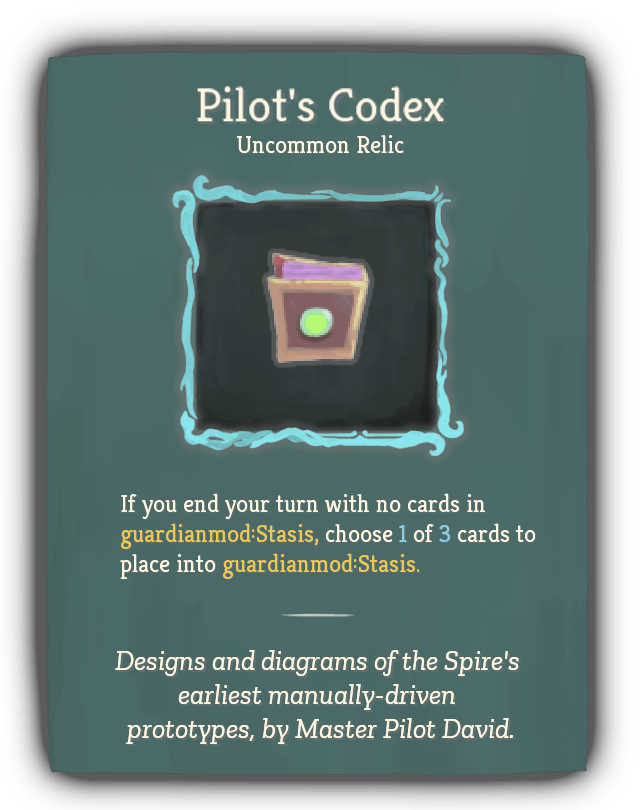 Pilot's Codex
Uncommon Relic
If you end your turn with no cards in
guardianmod:Stasis, choose 1 of 3 cards to
place into guardianmod:Stasis.
Designs and diagrams of the Spire's
earliest manually-driven
prototypes, by Master Pilot David.